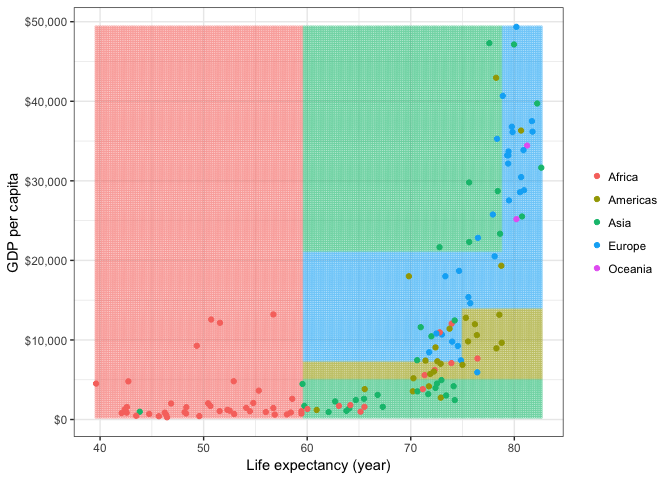 $50,000
$40,000
$30,000
$20,000
$10,000
$0
GDP per capita
40 50 60 70 80
Life expectancy (year)
Africa
Americas
Asia
Europe
Oceania